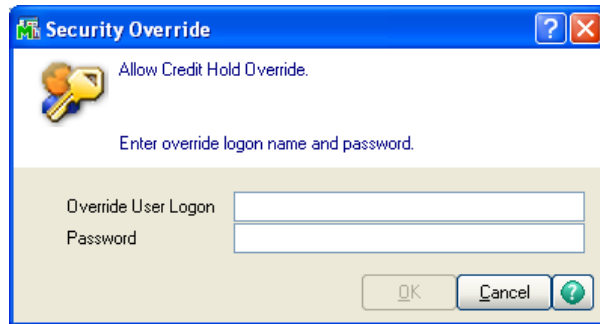 Security Override
Allow Credit Hold Override.
Enter override logon name and password.
Override User Logon
Password
OK
Cancel